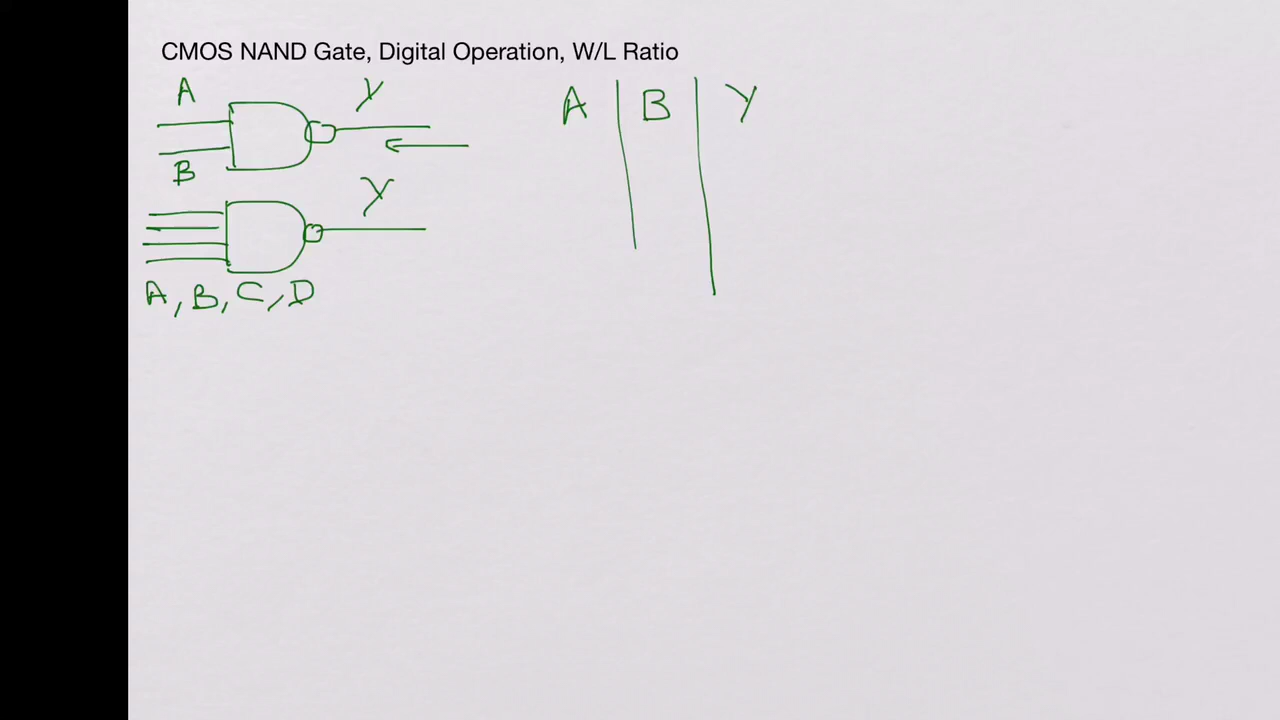 CMOS NAND Gate, Digital Operation, W/L Ratio
A
Y
B
Y
A, B, C, D
A B Y